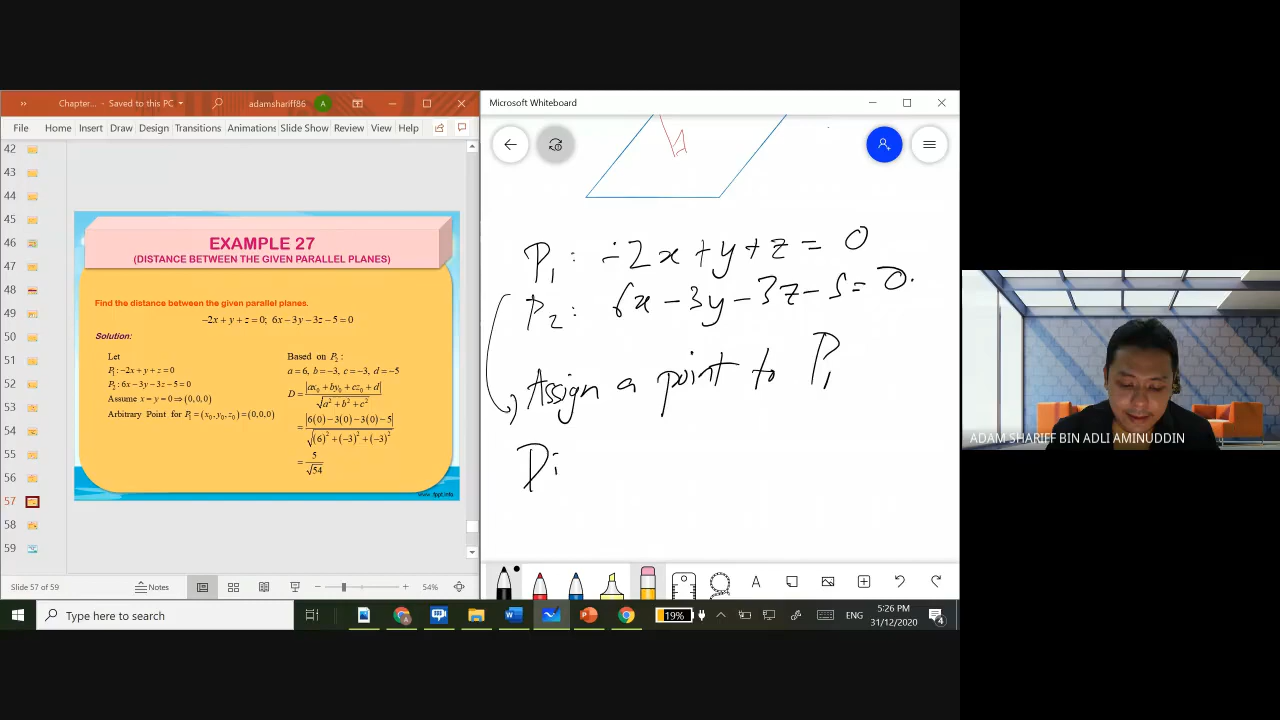 Chapter... - Saved to this PC
adamshariff86
A
File Home Insert Draw Design Transitions Animations Slide Show Review View Help
42
43
44
45
46
47
48
49
50
51
52
53
54
55
56
57
58
59
EXAMPLE 27
(DISTANCE BETWEEN THE GIVEN PARALLEL PLANES)
Find the distance between the given parallel planes.
−2x + y + z = 0; 6x − 3y − 3z − 5 = 0
Solution:
Let
P₁: −2x + y + z = 0
P₂: 6x − 3y − 3z − 5 = 0
Assume x = y = 0 ⇒ (0,0,0)
Arbitrary Point for P₁ = (x₀, y₀, z₀) = (0,0,0)
Based on P₂ :
a = 6, b = −3, c = −3, d = −5
D = |ax₀ + by₀ + cz₀ + d| / √(a² + b² + c²)
= |6(0) − 3(0) − 3(0) − 5| / √((6)² + (−3)² + (−3)²)
= 5 / √54
www.fppt.info
Slide 57 of 59
Notes
54%
Microsoft Whiteboard
P₁ : −2x + y + z = 0
P₂ : 6x − 3y − 3z − 5 = 0.
Assign a point to P₁
Di
ADAM SHARIFF BIN ADLI AMINUDDIN
Type here to search
19%
ENG
5:26 PM
31/12/2020
4